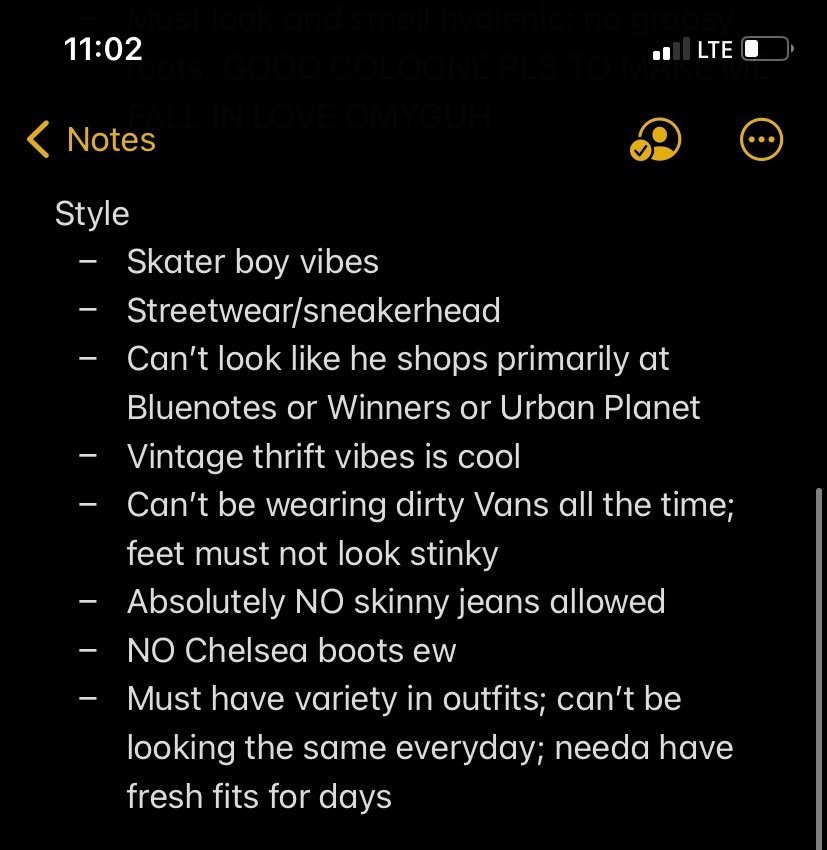 Must look and smell hygienic; no greasy
11:02
LTE
roots; GOOD COLOGNE PLS TO MAKE ME
FALL IN LOVE OMYGUH
Notes
Style
– Skater boy vibes
– Streetwear/sneakerhead
– Can’t look like he shops primarily at
Bluenotes or Winners or Urban Planet
– Vintage thrift vibes is cool
– Can’t be wearing dirty Vans all the time;
feet must not look stinky
– Absolutely NO skinny jeans allowed
– NO Chelsea boots ew
– Must have variety in outfits; can’t be
looking the same everyday; needa have
fresh fits for days